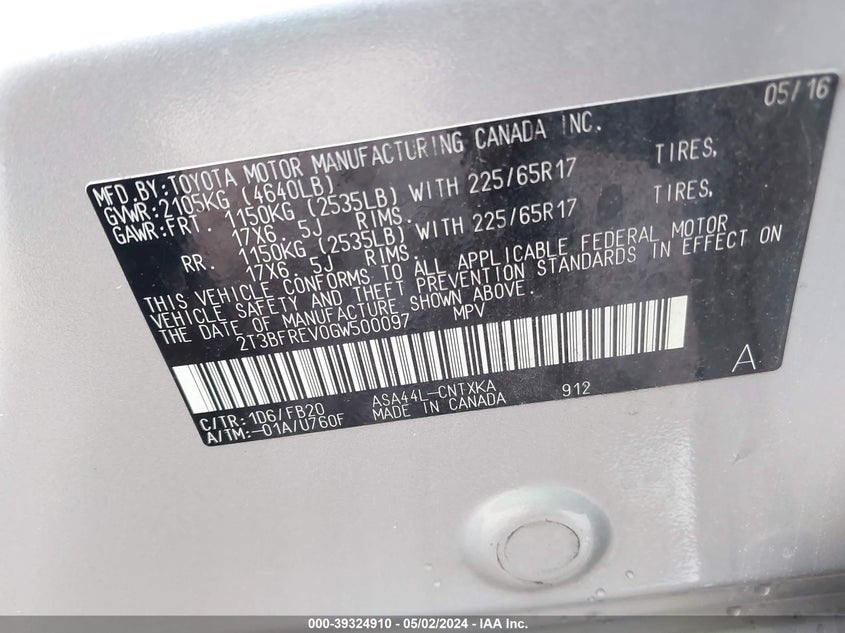 05/16
MFD.BY:TOYOTA MOTOR MANUFACTURING CANADA INC.
GVWR:2105KG (4640LB)
GAWR:FRT. 1150KG (2535LB) WITH 225/65R17 TIRES,
17X6.5J RIMS.
RR. 1150KG (2535LB) WITH 225/65R17 TIRES,
17X6.5J RIMS.
THIS VEHICLE CONFORMS TO ALL APPLICABLE FEDERAL MOTOR
VEHICLE SAFETY AND THEFT PREVENTION STANDARDS IN EFFECT ON
THE DATE OF MANUFACTURE SHOWN ABOVE.
2T3BFREV0GW500097 MPV
A
C/TR:1D6/FB20 ASA44L-CNTXKA 912
A/TM:-01A/U760F MADE IN CANADA
000-39324910 - 05/02/2024 - IAA Inc.